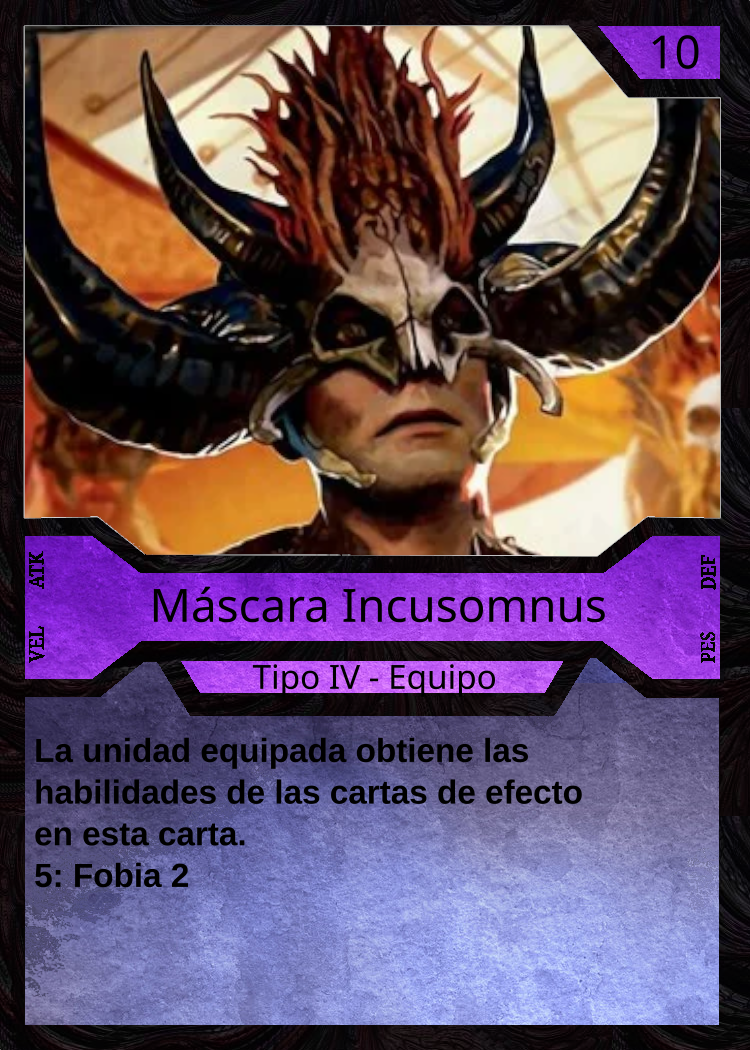 10
ATK
DEF
Máscara Incusomnus
VEL
PES
Tipo IV - Equipo
La unidad equipada obtiene las
habilidades de las cartas de efecto
en esta carta.
5: Fobia 2